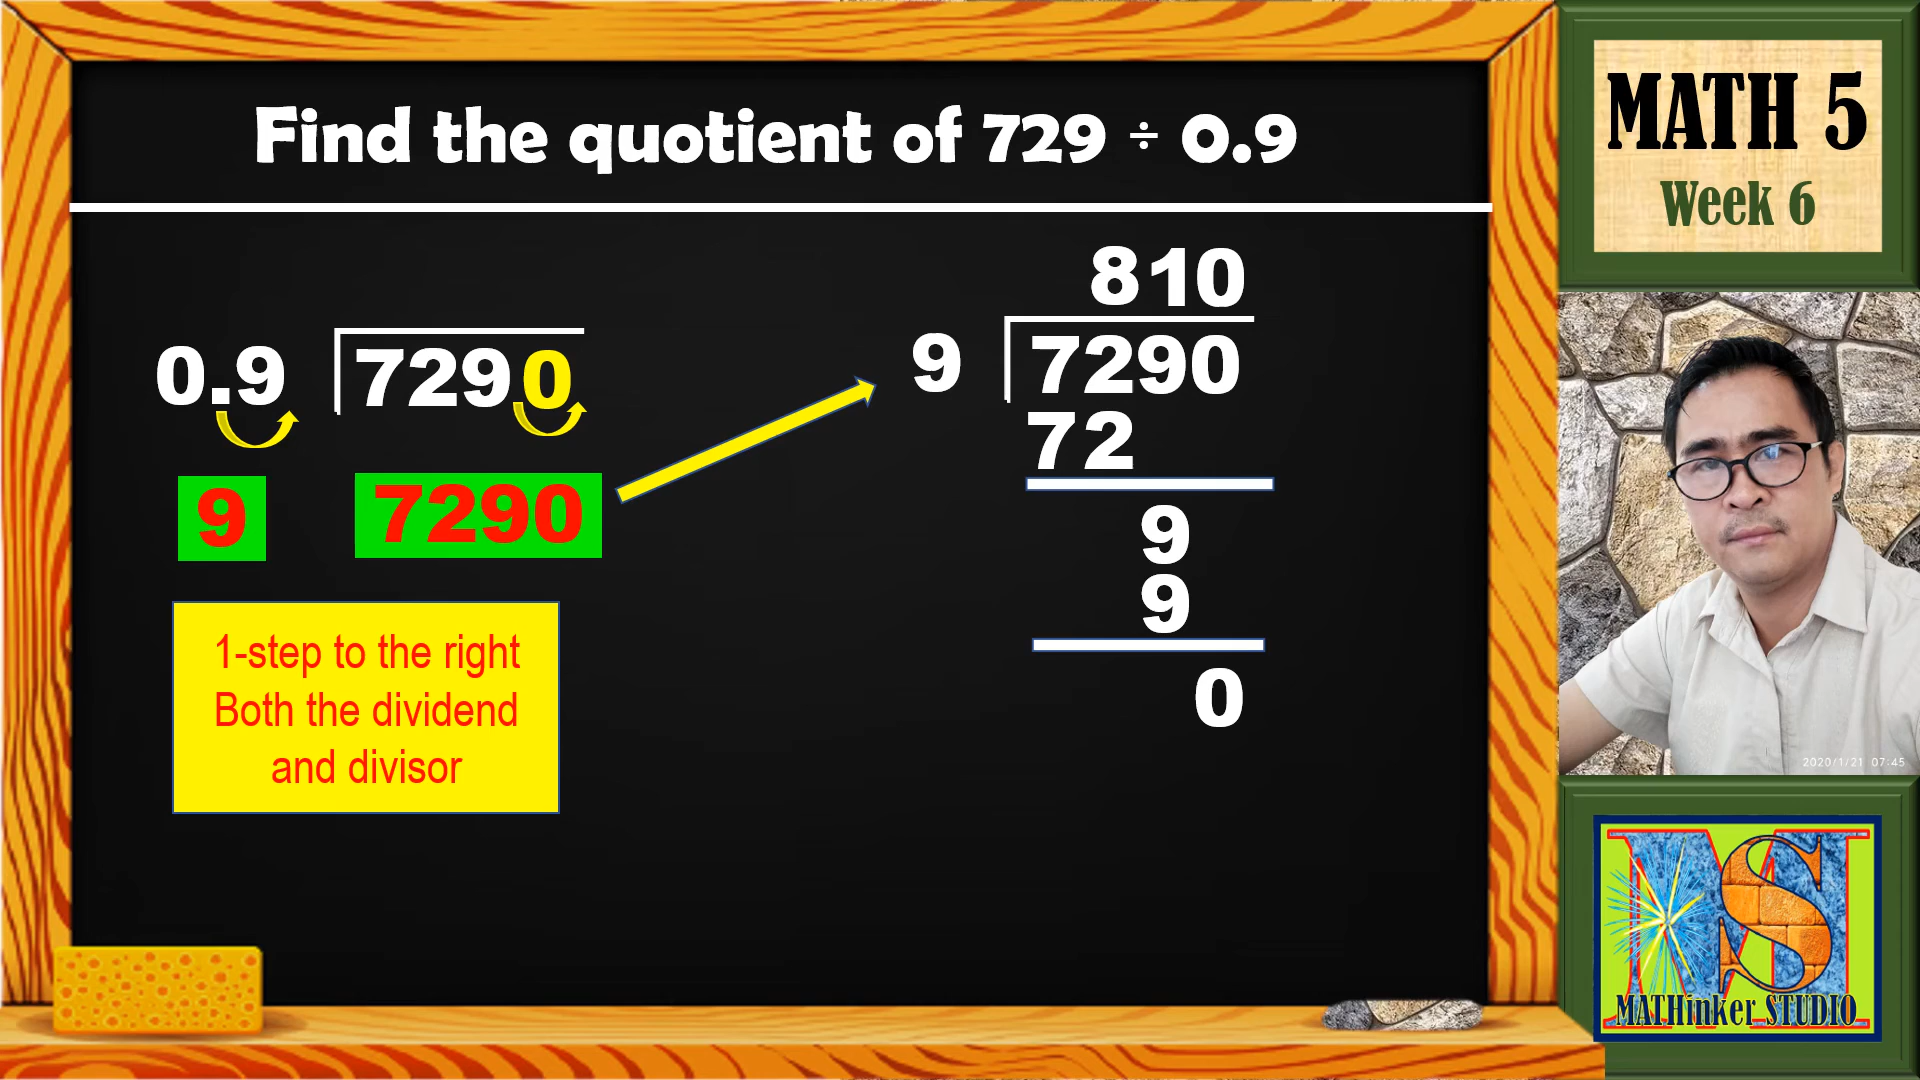 Find the quotient of 729 ÷ 0.9
0.9 7290
9 7290
1-step to the right
Both the dividend
and divisor
810
9 7290
72
9
9
0
MATH 5
Week 6
2020/1/21 07:45
MS
MATHinker STUDIO